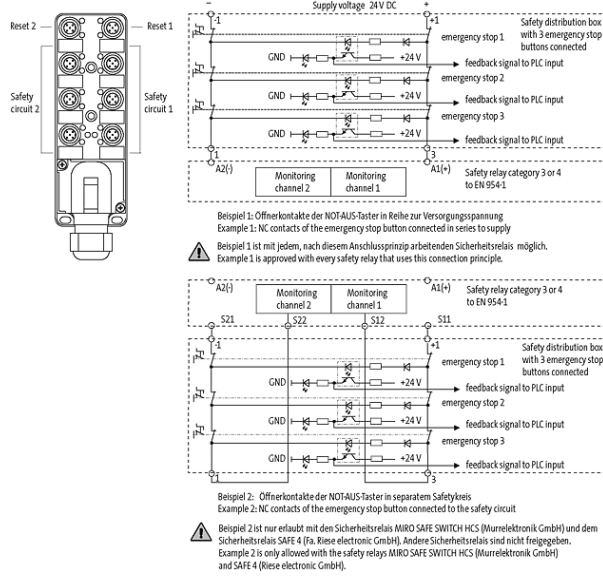 Supply voltage 24 V DC
− +
-1 +1
Reset 2 Reset 1
Safety circuit 2
Safety circuit 1
Safety distribution box
with 3 emergency stop
buttons connected
emergency stop 1
GND +24 V
feedback signal to PLC input
emergency stop 2
GND +24 V
feedback signal to PLC input
emergency stop 3
GND +24 V
feedback signal to PLC input
1 3
A2(-) A1(+)
Monitoring channel 2
Monitoring channel 1
Safety relay category 3 or 4
to EN 954-1
Beispiel 1: Öffnerkontakte der NOT-AUS-Taster in Reihe zur Versorgungsspannung
Example 1: NC contacts of the emergency stop button connected in series to supply
Beispiel 1 ist mit jedem, nach diesem Anschlussprinzip arbeitenden Sicherheitsrelais möglich.
Example 1 is approved with every safety relay that uses this connection principle.
A2(-) A1(+)
Monitoring channel 2
Monitoring channel 1
Safety relay category 3 or 4
to EN 954-1
S21 S22 S12 S11
-1 +1
Safety distribution box
with 3 emergency stop
buttons connected
emergency stop 1
GND +24 V
feedback signal to PLC input
emergency stop 2
GND +24 V
feedback signal to PLC input
emergency stop 3
GND +24 V
feedback signal to PLC input
1 3
Beispiel 2: Öffnerkontakte der NOT-AUS-Taster in separatem Safetykreis
Example 2: NC contacts of the emergency stop button connected to the safety circuit
Beispiel 2 ist nur erlaubt mit den Sicherheitsrelais MIRO SAFE SWITCH HCS (Murrelektronik GmbH) und dem
Sicherheitsrelais SAFE 4 (Fa. Riese electronic GmbH). Andere Sicherheitsrelais sind nicht freigegeben.
Example 2 is only allowed with the safety relays MIRO SAFE SWITCH HCS (Murrelektronik GmbH)
and SAFE 4 (Riese electronic GmbH).